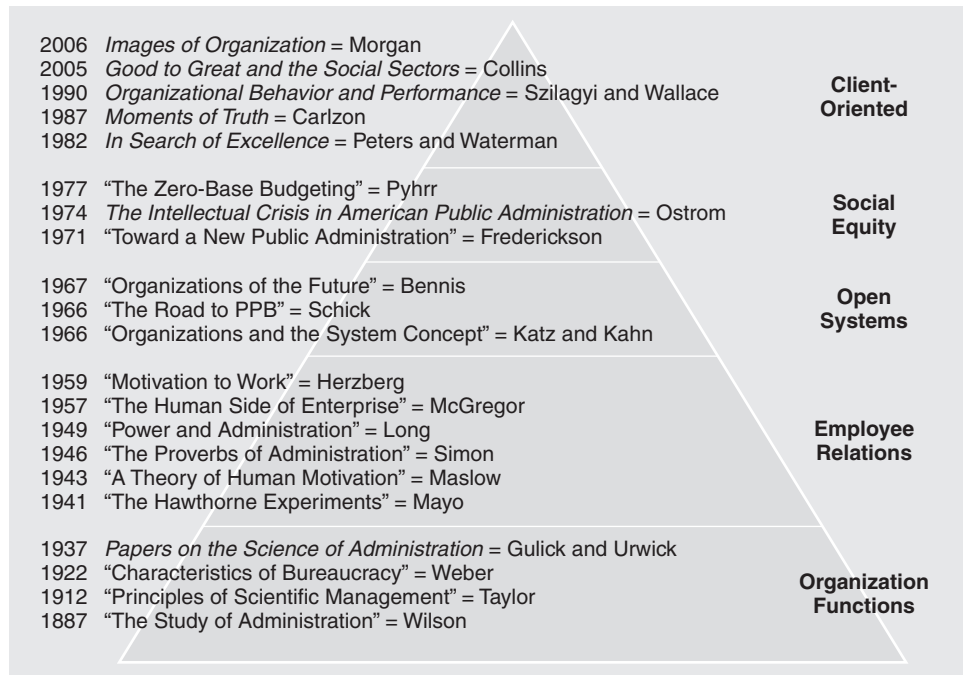 2006 Images of Organization = Morgan
2005 Good to Great and the Social Sectors = Collins
1990 Organizational Behavior and Performance = Szilagyi and Wallace
1987 Moments of Truth = Carlzon
1982 In Search of Excellence = Peters and Waterman
Client-
Oriented
1977 “The Zero-Base Budgeting” = Pyhrr
1974 The Intellectual Crisis in American Public Administration = Ostrom
1971 “Toward a New Public Administration” = Frederickson
Social
Equity
1967 “Organizations of the Future” = Bennis
1966 “The Road to PPB” = Schick
1966 “Organizations and the System Concept” = Katz and Kahn
Open
Systems
1959 “Motivation to Work” = Herzberg
1957 “The Human Side of Enterprise” = McGregor
1949 “Power and Administration” = Long
1946 “The Proverbs of Administration” = Simon
1943 “A Theory of Human Motivation” = Maslow
1941 “The Hawthorne Experiments” = Mayo
Employee
Relations
1937 Papers on the Science of Administration = Gulick and Urwick
1922 “Characteristics of Bureaucracy” = Weber
1912 “Principles of Scientific Management” = Taylor
1887 “The Study of Administration” = Wilson
Organization
Functions